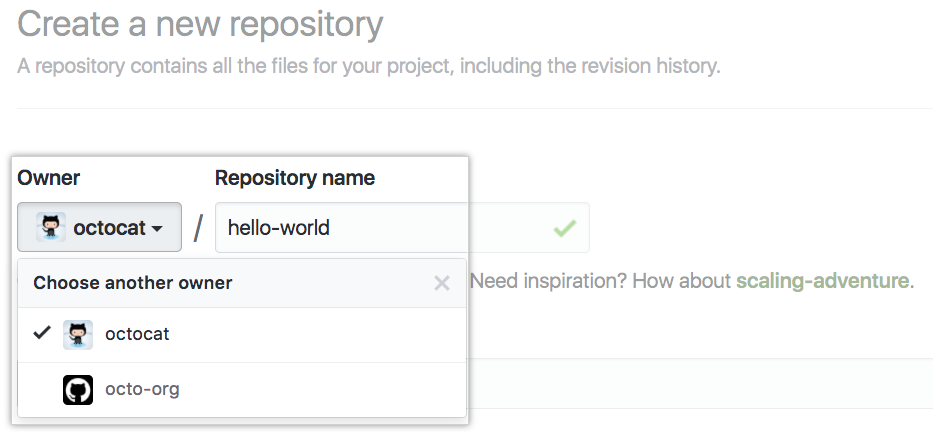 Create a new repository
A repository contains all the files for your project, including the revision history.
Owner Repository name
octocat / hello-world
Choose another owner
Need inspiration? How about scaling-adventure.
octocat
octo-org